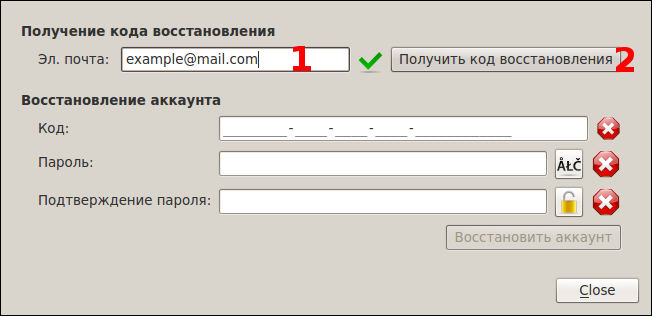 Получение кода восстановления
Эл. почта: example@mail.com 1 Получить код восстановления 2
Восстановление аккаунта
Код: ________-____-____-____-____________
Пароль: ÅŁČ
Подтверждение пароля:
Восстановить аккаунт
Close